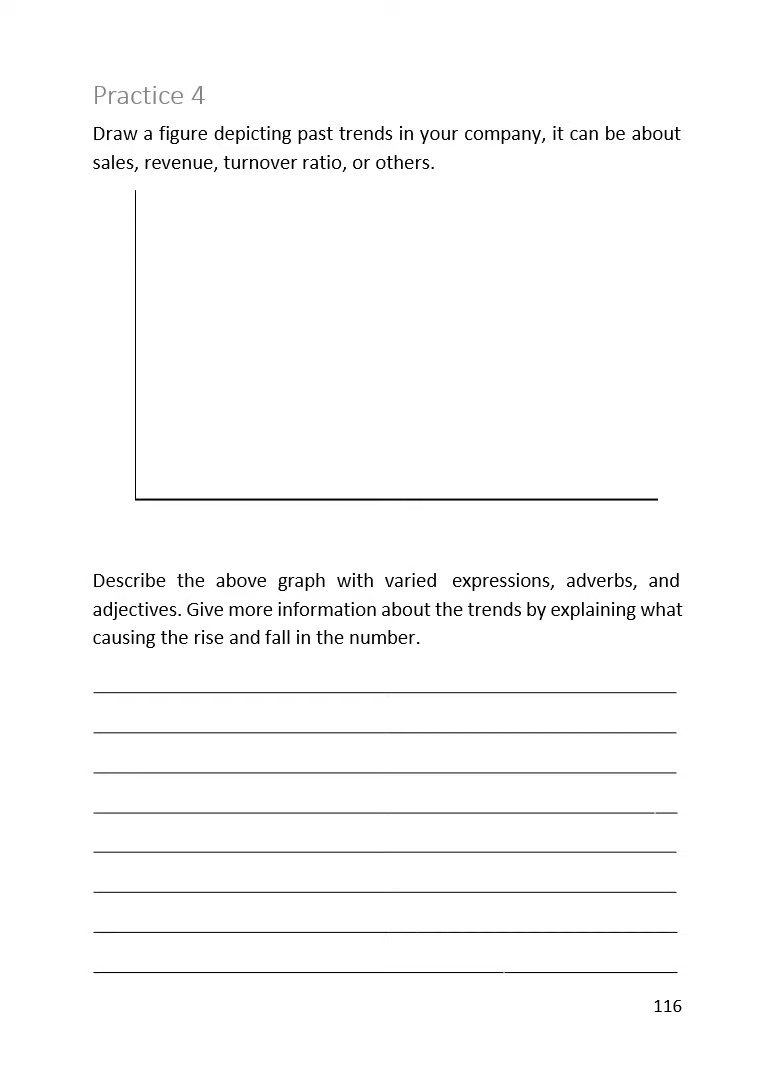 Practice 4
Draw a figure depicting past trends in your company, it can be about
sales, revenue, turnover ratio, or others.
Describe the above graph with varied expressions, adverbs, and
adjectives. Give more information about the trends by explaining what
causing the rise and fall in the number.
116